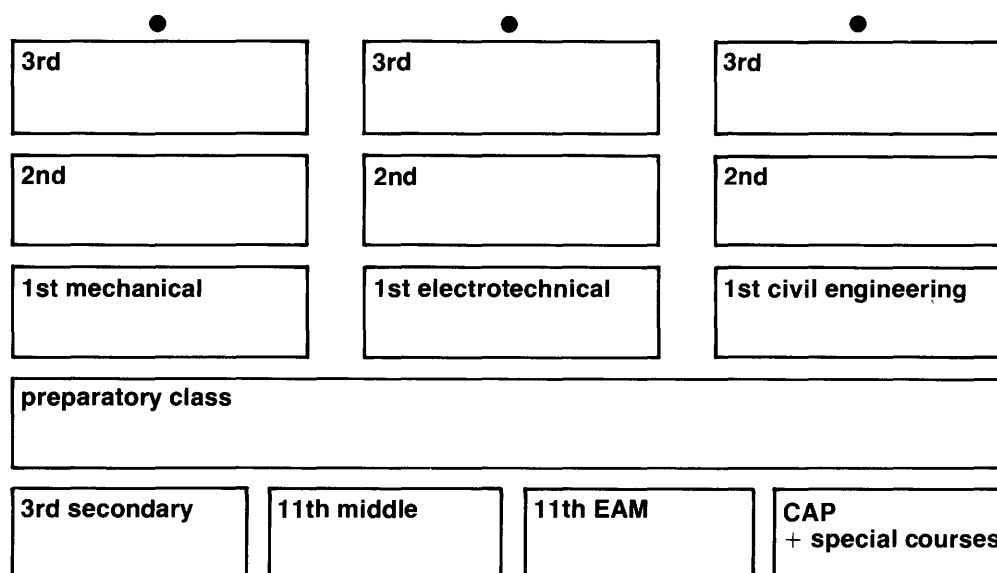 3rd
3rd
3rd
2nd
2nd
2nd
1st mechanical
1st electrotechnical
1st civil engineering
preparatory class
3rd secondary
11th middle
11th EAM
CAP
+ special courses